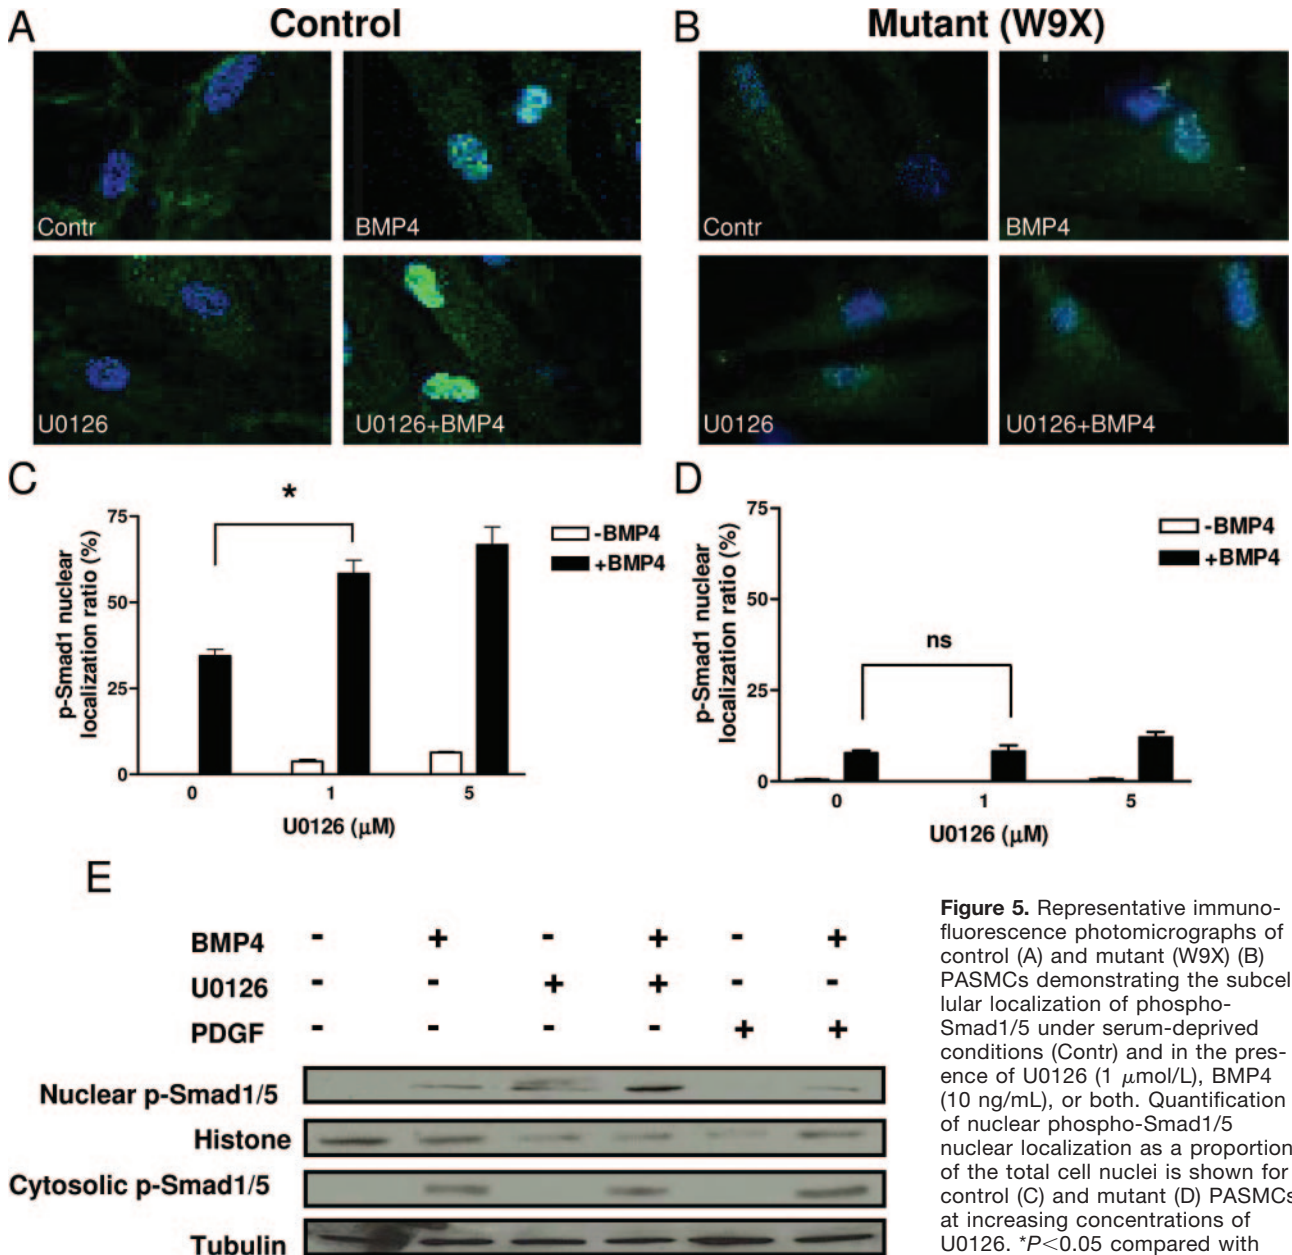 A Control B Mutant (W9X)
Contr BMP4 Contr BMP4
U0126 U0126+BMP4 U0126 U0126+BMP4
C
p-Smad1 nuclear
localization ratio (%)
75
50
25
0
*
-BMP4
+BMP4
0 1 5
U0126 (µM)
D
p-Smad1 nuclear
localization ratio (%)
75
50
25
0
ns
-BMP4
+BMP4
0 1 5
U0126 (µM)
E
BMP4 - + - + - +
U0126 - - + + - -
PDGF - - - - + +
Nuclear p-Smad1/5
Histone
Cytosolic p-Smad1/5
Tubulin
Figure 5. Representative immuno-
fluorescence photomicrographs of
control (A) and mutant (W9X) (B)
PASMCs demonstrating the subcel-
lular localization of phospho-
Smad1/5 under serum-deprived
conditions (Contr) and in the pres-
ence of U0126 (1 µmol/L), BMP4
(10 ng/mL), or both. Quantification
of nuclear phospho-Smad1/5
nuclear localization as a proportion
of the total cell nuclei is shown for
control (C) and mutant (D) PASMCs
at increasing concentrations of
U0126. *P<0.05 compared with